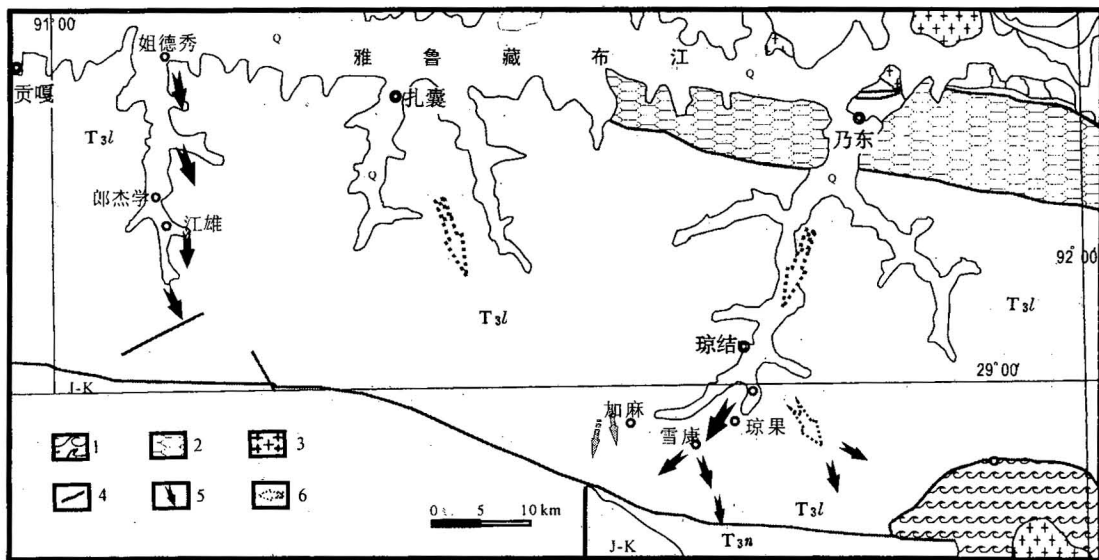 91°00′
姐德秀
Q
雅鲁藏布江
Q
贡嘎
扎囊
乃东
T₃l
Q
Q
郎杰学
江雄
92°00′
T₃l
T₃l
琼结
29°00′
J-K
加麻
雪康
琼果
1
2
3
4
5
6
0 5 10 km
T₃l
T₃n
J-K